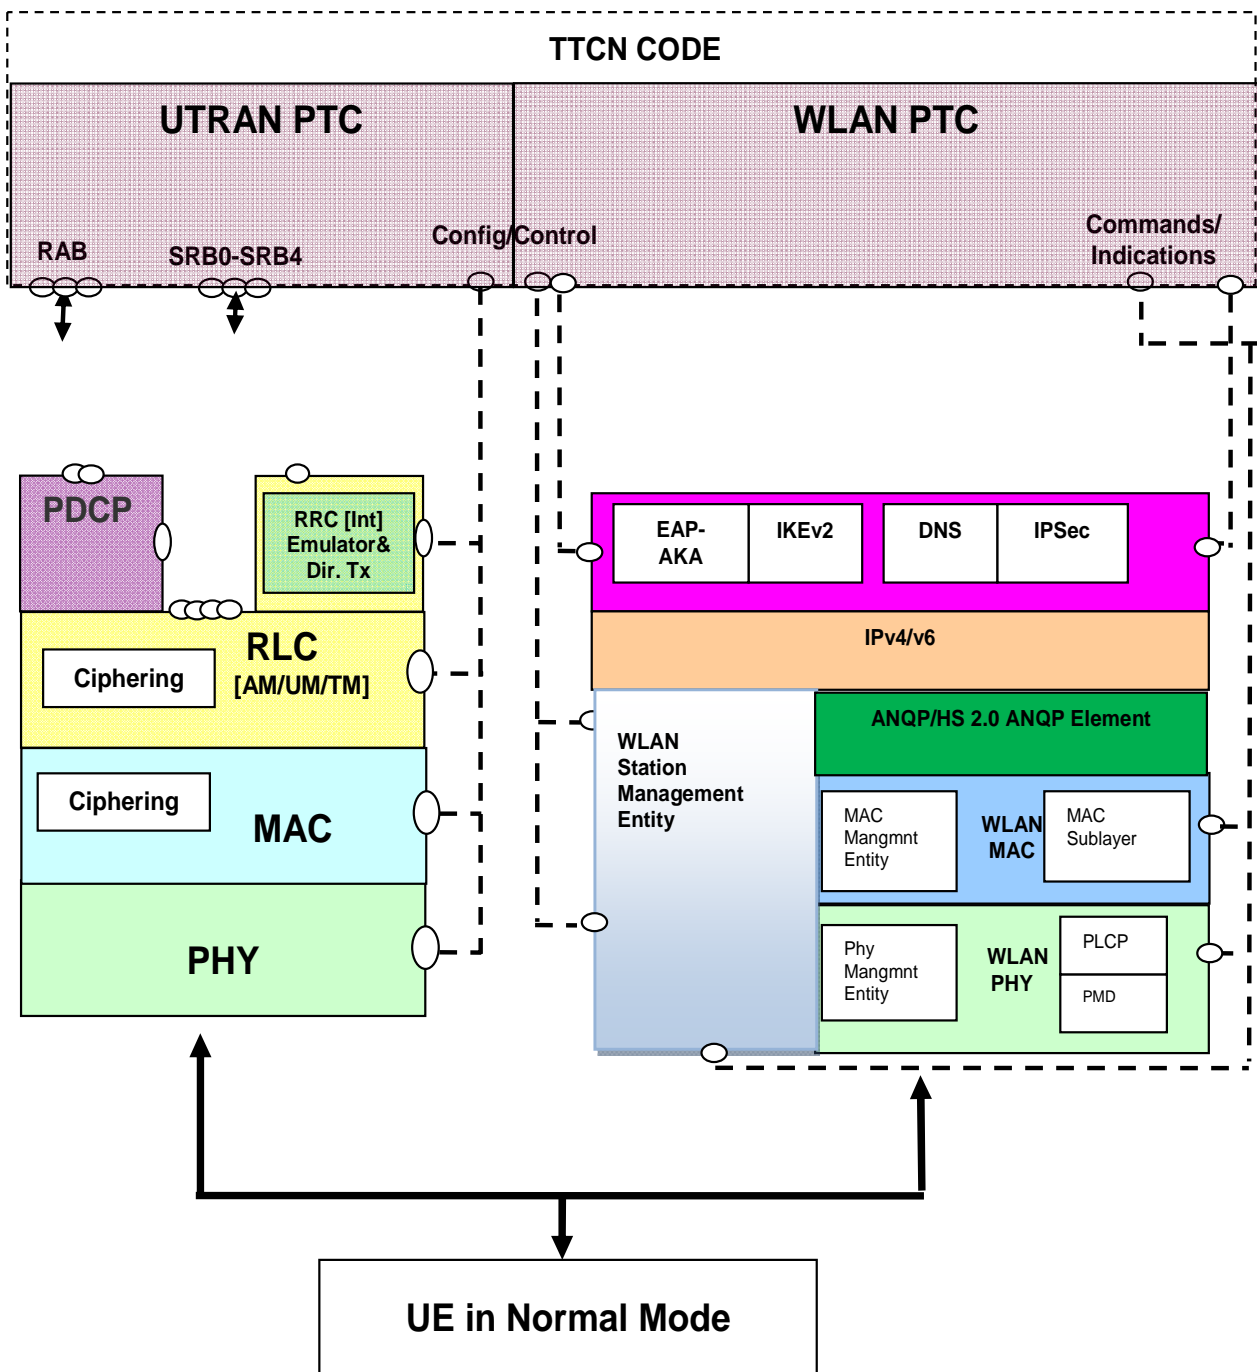 TTCN CODE
UTRAN PTC
WLAN PTC
RAB
SRB0-SRB4
Config/Control
Commands/
Indications
PDCP
RRC [Int]
Emulator&
Dir. Tx
RLC
[AM/UM/TM]
Ciphering
Ciphering
MAC
PHY
EAP-
AKA
IKEv2
DNS
IPSec
IPv4/v6
WLAN
Station
Management
Entity
ANQP/HS 2.0 ANQP Element
MAC
Mangmnt
Entity
WLAN
MAC
MAC
Sublayer
Phy
Mangmnt
Entity
WLAN
PHY
PLCP
PMD
UE in Normal Mode